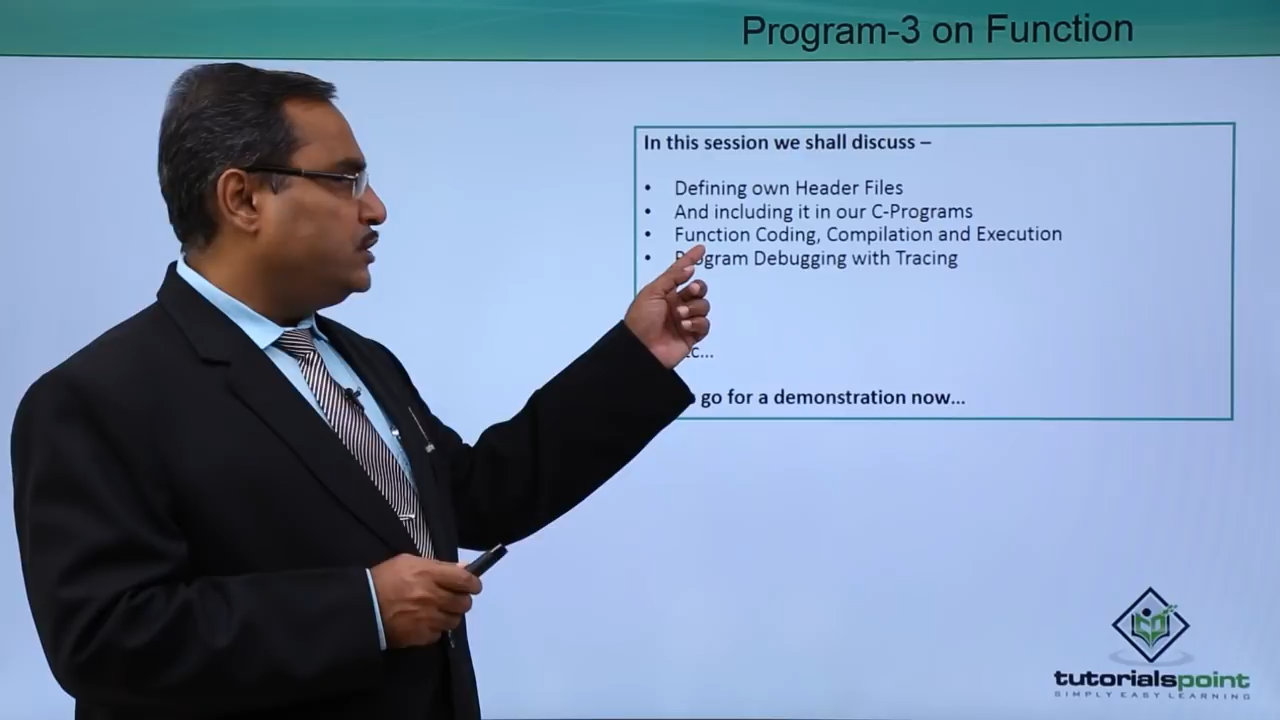 Program-3 on Function
In this session we shall discuss –
• Defining own Header Files
• And including it in our C-Programs
• Function Coding, Compilation and Execution
• Program Debugging with Tracing
go for a demonstration now...
tutorialspoint
SIMPLY EASY LEARNING